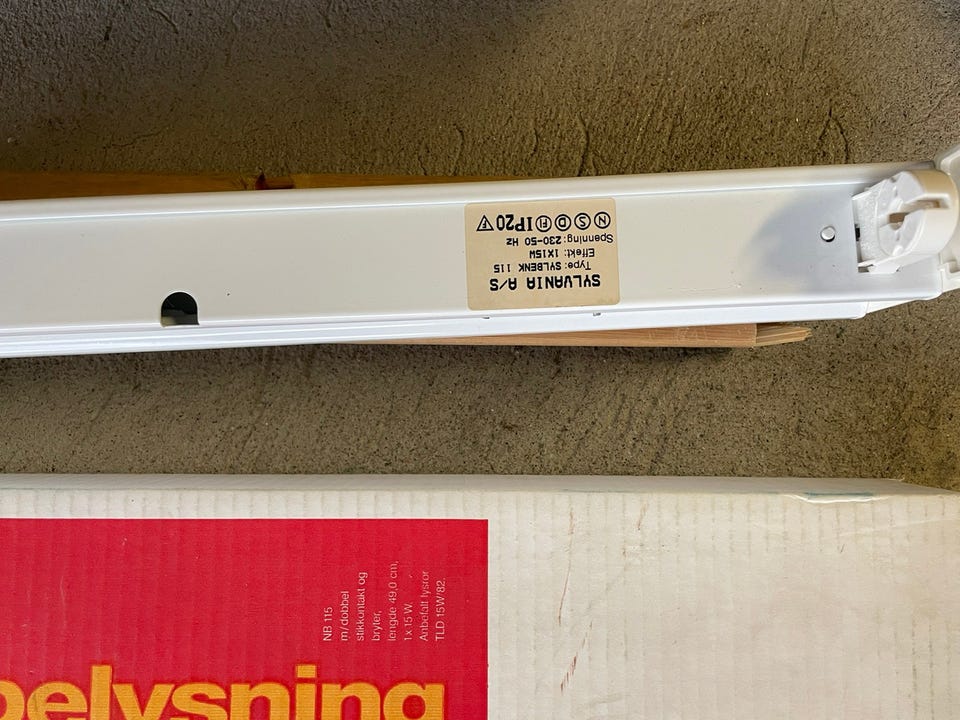 SYLVANIA A/S
Type: SYLBENK 115
Effekt: 1X15W
Spenning: 230-50 Hz
N S D FI IP20 F
NB 115
m/dobbel
stikkontakt og
bryter,
lengde 49,0 cm,
1 x 15 W.
Anbefalt lysrør
TLD 15W/82.
belysning